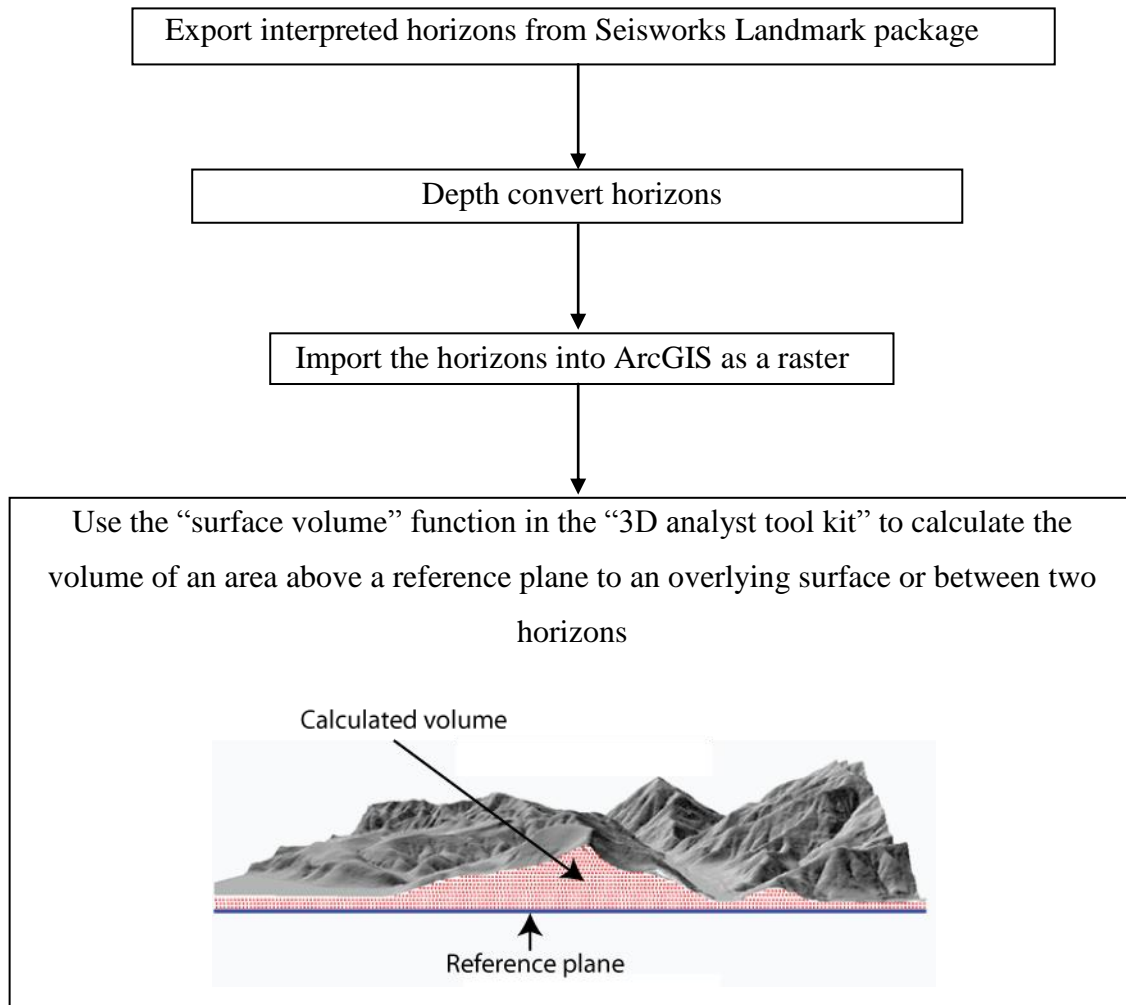 Export interpreted horizons from Seisworks Landmark package
Depth convert horizons
Import the horizons into ArcGIS as a raster
Use the “surface volume” function in the “3D analyst tool kit” to calculate the
volume of an area above a reference plane to an overlying surface or between two
horizons
Calculated volume
Reference plane